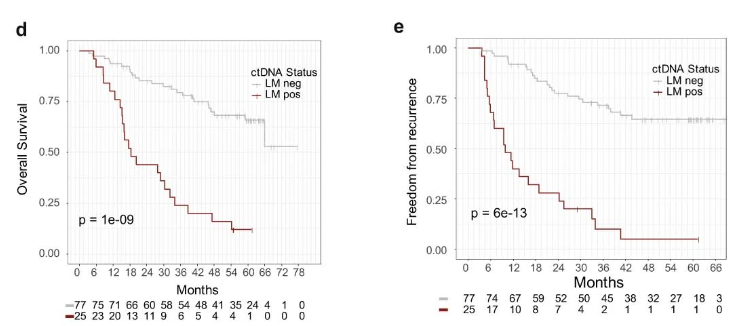 d
1.00
0.75
0.50
0.25
0.00
Overall Survival
ctDNA Status
LM neg
LM pos
p = 1e-09
0 6 12 18 24 30 36 42 48 54 60 66 72 78
Months
77 75 71 66 60 58 54 48 41 35 24 4 1 0
25 23 20 13 11 9 6 5 4 4 1 0 0 0
e
1.00
0.75
0.50
0.25
0.00
Freedom from recurrence
ctDNA Status
LM neg
LM pos
p = 6e-13
0 6 12 18 24 30 36 42 48 54 60 66
Months
77 74 67 59 52 50 45 38 32 27 18 3
25 17 10 8 7 4 2 1 1 1 1 0